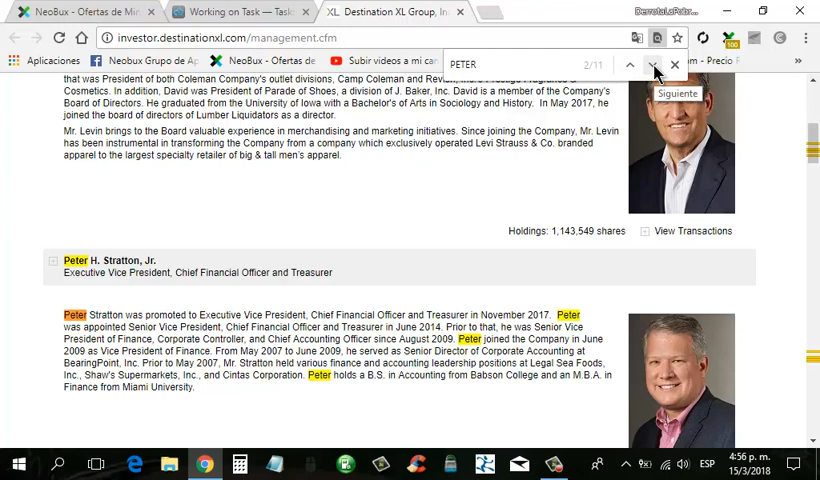 NeoBux - Ofertas de Mini
Working on Task — Task
XL Destination XL Group, Inc.
investor.destinationxl.com/management.cfm
100
Aplicaciones
Neobux Grupo de Ap
NeoBux - Ofertas de
Subir videos a mi can
om - Precio
PETER 2/11
Siguiente
that was President of both Coleman Company's outlet divisions, Camp Coleman and
Cosmetics. In addition, David was President of Parade of Shoes, a division of J. Baker, Inc. David is a member of the Company's
Board of Directors. He graduated from the University of Iowa with a Bachelor's of Arts in Sociology and History. In May 2017, he
joined the board of directors of Lumber Liquidators as a director.
Mr. Levin brings to the Board valuable experience in merchandising and marketing initiatives. Since joining the Company, Mr. Levin
has been instrumental in transforming the Company from a company which exclusively operated Levi Strauss & Co. branded
apparel to the largest specialty retailer of big & tall men's apparel.
Holdings: 1,143,549 shares
View Transactions
Peter H. Stratton, Jr.
Executive Vice President, Chief Financial Officer and Treasurer
Peter Stratton was promoted to Executive Vice President, Chief Financial Officer and Treasurer in November 2017. Peter
was appointed Senior Vice President, Chief Financial Officer and Treasurer in June 2014. Prior to that, he was Senior Vice
President of Finance, Corporate Controller, and Chief Accounting Officer since August 2009. Peter joined the Company in June
2009 as Vice President of Finance. From May 2007 to June 2009, he served as Senior Director of Corporate Accounting at
BearingPoint, Inc. Prior to May 2007, Mr. Stratton held various finance and accounting leadership positions at Legal Sea Foods,
Inc., Shaw's Supermarkets, Inc., and Cintas Corporation. Peter holds a B.S. in Accounting from Babson College and an M.B.A. in
Finance from Miami University.
ESP
4:56 p. m.
15/3/2018